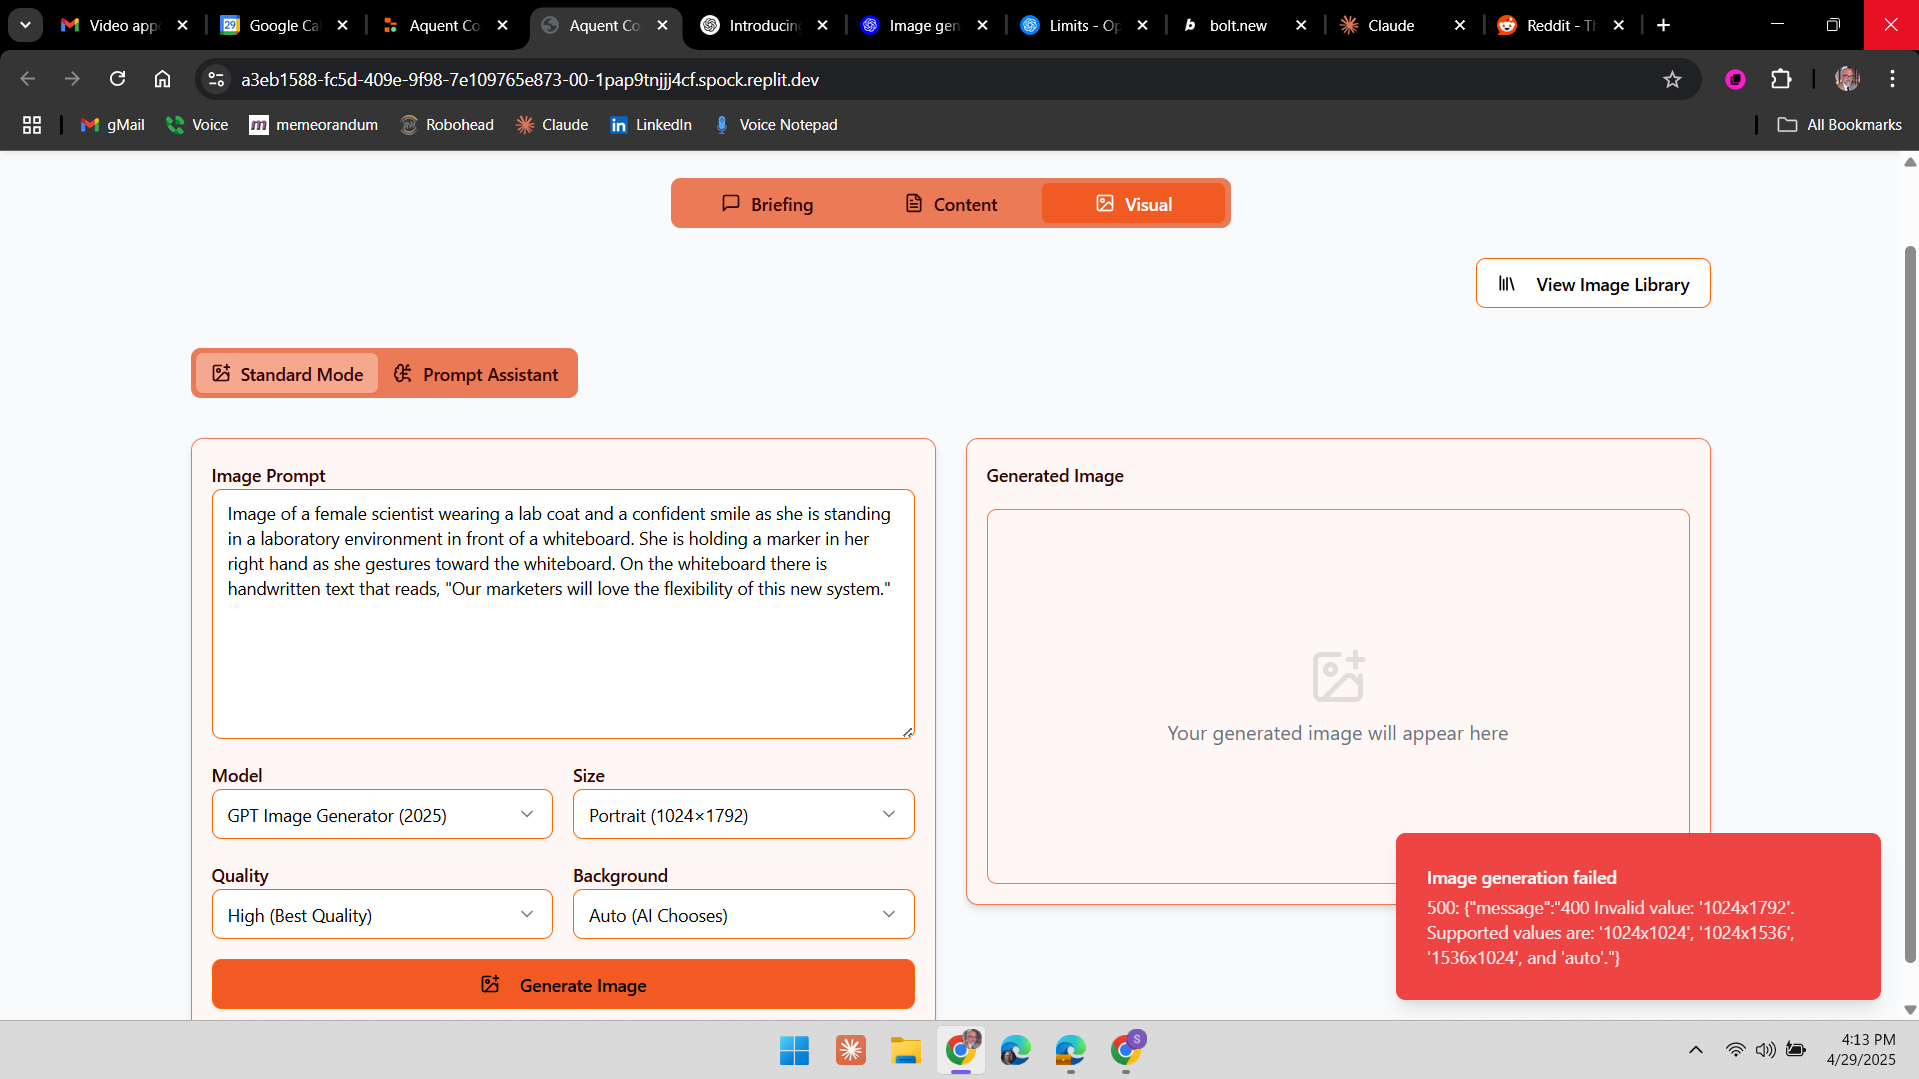 Video app
Google Ca
Aquent Co
Aquent Co
Introducing
Image gen
Limits - Op
bolt.new
Claude
Reddit - Th
a3eb1588-fc5d-409e-9f98-7e109765e873-00-1pap9tnjjj4cf.spock.replit.dev
gMail
Voice
m memeorandum
Robohead
Claude
in LinkedIn
Voice Notepad
All Bookmarks
Briefing
Content
Visual
View Image Library
Standard Mode
Prompt Assistant
Image Prompt
Image of a female scientist wearing a lab coat and a confident smile as she is standing
in a laboratory environment in front of a whiteboard. She is holding a marker in her
right hand as she gestures toward the whiteboard. On the whiteboard there is
handwritten text that reads, "Our marketers will love the flexibility of this new system."
Model
Size
GPT Image Generator (2025)
Portrait (1024×1792)
Quality
Background
High (Best Quality)
Auto (AI Chooses)
Generate Image
Generated Image
Your generated image will appear here
Image generation failed
500: {"message":"400 Invalid value: '1024x1792'.
Supported values are: '1024x1024', '1024x1536',
'1536x1024', and 'auto'."}
4:13 PM
4/29/2025